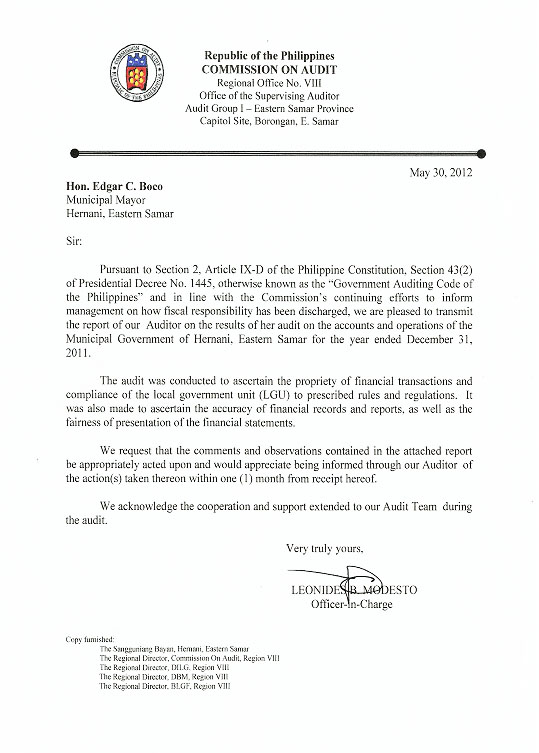 Republic of the Philippines
COMMISSION ON AUDIT
Regional Office No. VIII
Office of the Supervising Auditor
Audit Group I – Eastern Samar Province
Capitol Site, Borongan, E. Samar
May 30, 2012
Hon. Edgar C. Boco
Municipal Mayor
Hernani, Eastern Samar
Sir:
Pursuant to Section 2, Article IX-D of the Philippine Constitution, Section 43(2)
of Presidential Decree No. 1445, otherwise known as the “Government Auditing Code of
the Philippines” and in line with the Commission’s continuing efforts to inform
management on how fiscal responsibility has been discharged, we are pleased to transmit
the report of our Auditor on the results of her audit on the accounts and operations of the
Municipal Government of Hernani, Eastern Samar for the year ended December 31,
2011.
The audit was conducted to ascertain the propriety of financial transactions and
compliance of the local government unit (LGU) to prescribed rules and regulations. It
was also made to ascertain the accuracy of financial records and reports, as well as the
fairness of presentation of the financial statements.
We request that the comments and observations contained in the attached report
be appropriately acted upon and would appreciate being informed through our Auditor of
the action(s) taken thereon within one (1) month from receipt hereof.
We acknowledge the cooperation and support extended to our Audit Team during
the audit.
Very truly yours,
LEONIDES B. MODESTO
Officer-In-Charge
Copy furnished:
The Sangguniang Bayan, Hernani, Eastern Samar
The Regional Director, Commission On Audit, Region VIII
The Regional Director, DILG, Region VIII
The Regional Director, DBM, Region VIII
The Regional Director, BLGF, Region VIII